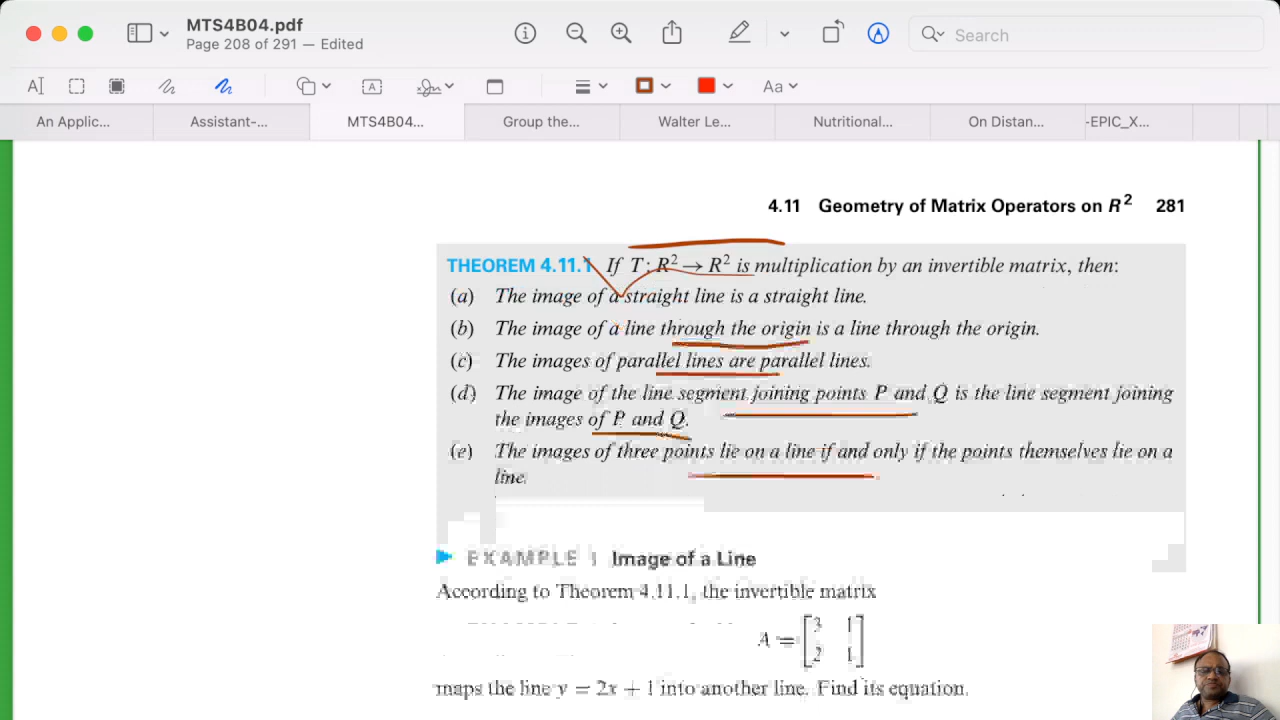 MTS4B04.pdf
Page 208 of 291 — Edited
Search
Aa
An Applic...
Assistant-...
MTS4B04...
Group the...
Walter Le...
Nutritional...
On Distan...
-EPIC_X...
4.11 Geometry of Matrix Operators on R² 281
THEOREM 4.11.1 If T : R² → R² is multiplication by an invertible matrix, then:
(a) The image of a straight line is a straight line.
(b) The image of a line through the origin is a line through the origin.
(c) The images of parallel lines are parallel lines.
(d) The image of the line segment joining points P and Q is the line segment joining
the images of P and Q.
(e) The images of three points lie on a line if and only if the points themselves lie on a
line.
EXAMPLE 1 Image of a Line
According to Theorem 4.11.1, the invertible matrix
A = [3 1
2 1]
maps the line y = 2x + 1 into another line. Find its equation.